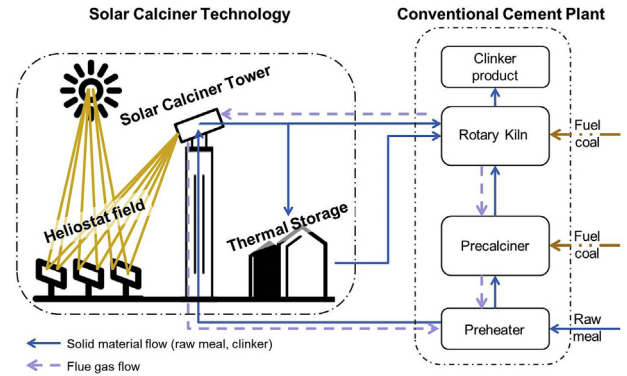 Solar Calciner Technology
Conventional Cement Plant
Solar Calciner Tower
Heliostat field
Thermal Storage
Clinker
product
Rotary Kiln
Fuel
coal
Precalciner
Fuel
coal
Preheater
Raw
meal
Solid material flow (raw meal, clinker)
Flue gas flow